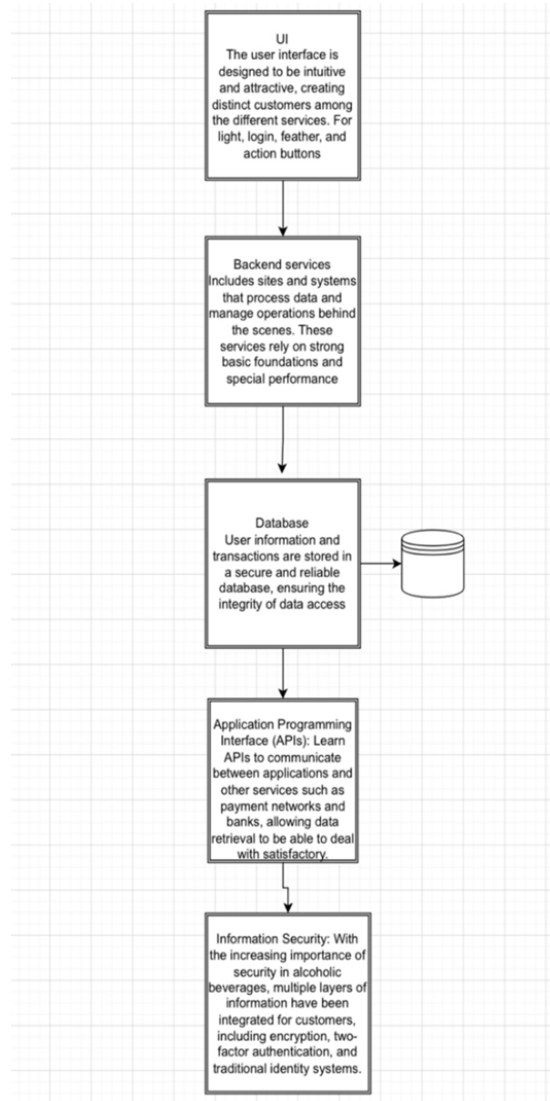 UI
The user interface is
designed to be intuitive
and attractive, creating
distinct customers among
the different services. For
light, login, feather, and
action buttons
Backend services
Includes sites and systems
that process data and
manage operations behind
the scenes. These
services rely on strong
basic foundations and
special performance
Database
User information and
transactions are stored in
a secure and reliable
database, ensuring the
integrity of data access
Application Programming
Interface (APIs): Learn
APIs to communicate
between applications and
other services such as
payment networks and
banks, allowing data
retrieval to be able to deal
with satisfactory.
Information Security: With
the increasing importance of
security in alcoholic
beverages, multiple layers of
information have been
integrated for customers,
including encryption, two-
factor authentication, and
traditional identity systems.